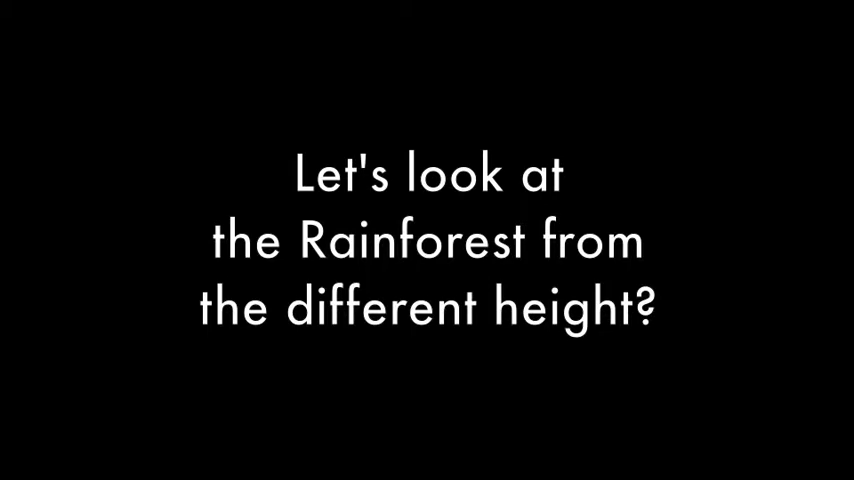 Let's look at
the Rainforest from
the different height?